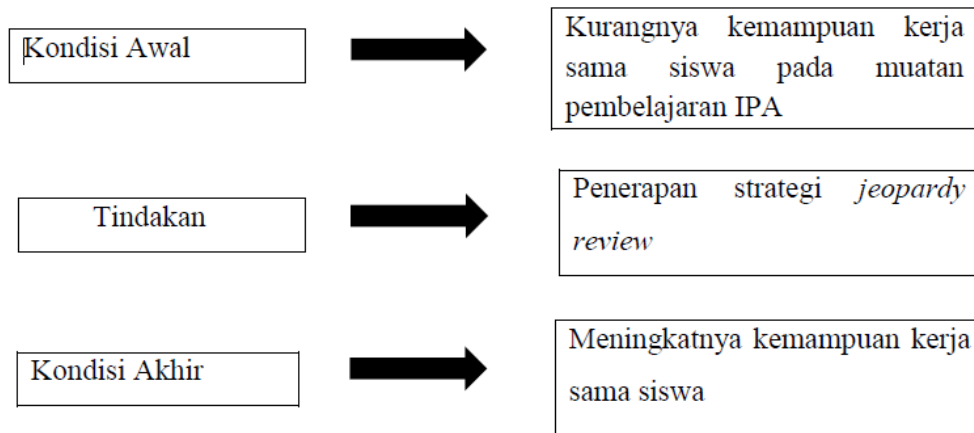 Kondisi Awal
Kurangnya kemampuan kerja
sama siswa pada muatan
pembelajaran IPA
Tindakan
Penerapan strategi jeopardy
review
Kondisi Akhir
Meningkatnya kemampuan kerja
sama siswa